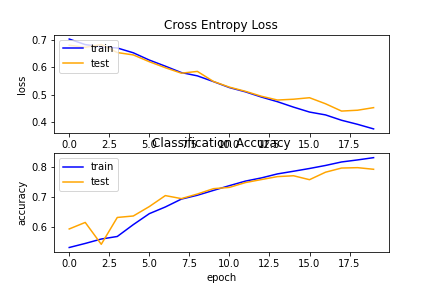 Cross Entropy Loss
0.7
0.6
0.5
0.4
loss
train
test
0.0 2.5 5.0 7.5 10.0 12.5 15.0 17.5
Classification Accuracy
0.8
0.7
0.6
accuracy
train
test
0.0 2.5 5.0 7.5 10.0 12.5 15.0 17.5
epoch